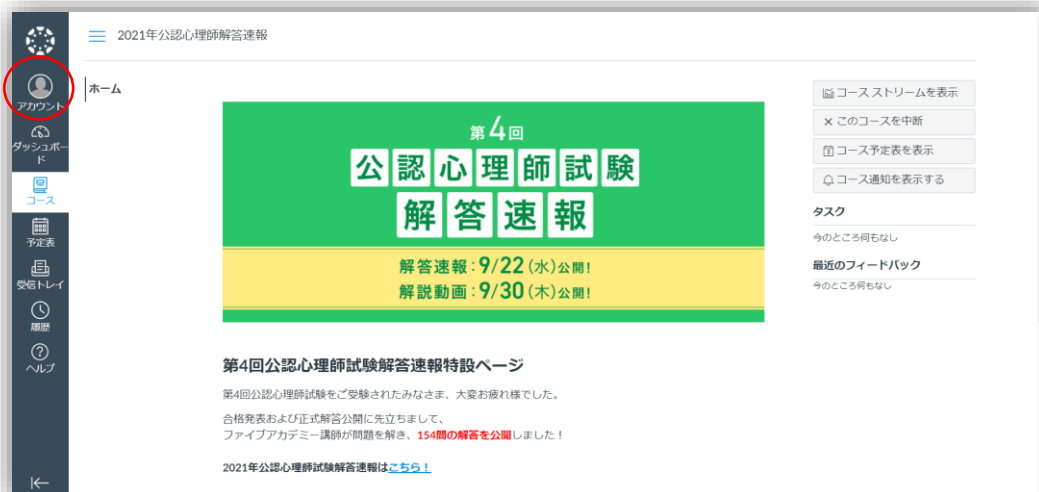 2021年公認心理師解答速報
アカウント
ダッシュボー
ド
コース
予定表
受信トレイ
履歴
ヘルプ
ホーム
第4回
公認心理師試験
解答速報
解答速報：9/22（水）公開！
解説動画：9/30（木）公開！
第4回公認心理師試験解答速報特設ページ
第4回公認心理師試験をご受験されたみなさま、大変お疲れ様でした。
合格発表および正式解答公開に先立ちまして、
ファイブアカデミー講師が問題を解き、154問の解答を公開しました！
2021年公認心理師試験解答速報はこちら！
コース ストリームを表示
このコースを中断
コース予定表を表示
コース通知を表示する
タスク
今のところ何もなし
最近のフィードバック
今のところ何もなし